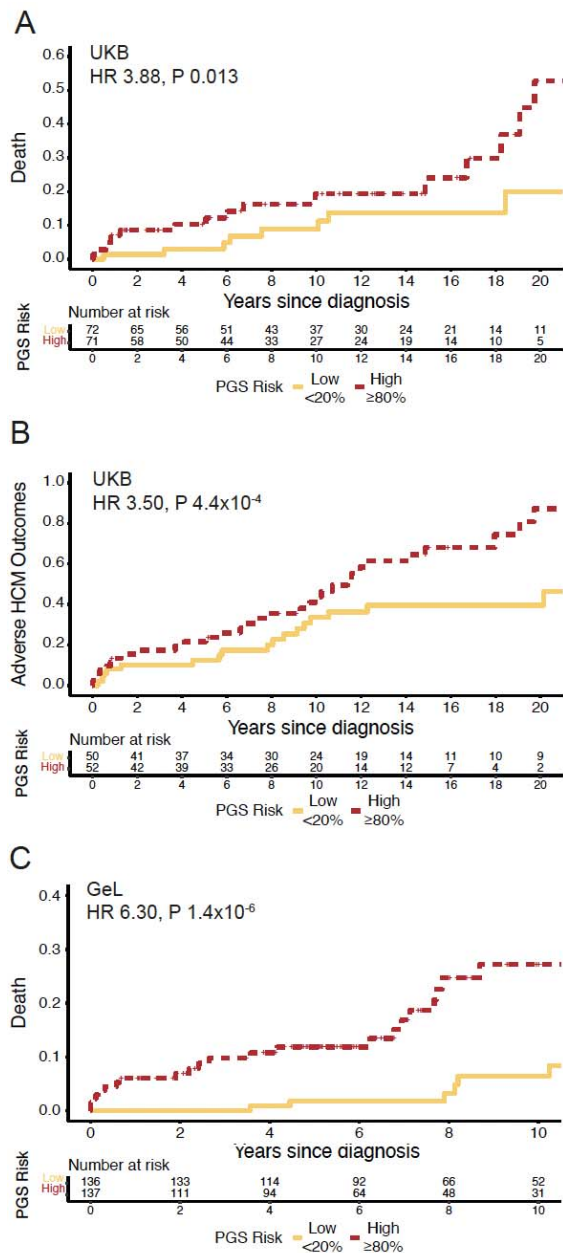 A
UKB
HR 3.88, P 0.013
Death
0.6
0.5
0.4
0.3
0.2
0.1
0.0
0 2 4 6 8 10 12 14 16 18 20
Years since diagnosis
Number at risk
PGS Risk
Low 72 65 56 51 43 37 30 24 21 14 11
High 71 58 50 44 33 27 24 19 14 10 5
0 2 4 6 8 10 12 14 16 18 20
PGS Risk Low High
<20% ≥80%
B
UKB
HR 3.50, P 4.4x10⁻⁴
Adverse HCM Outcomes
1.0
0.8
0.6
0.4
0.2
0.0
0 2 4 6 8 10 12 14 16 18 20
Years since diagnosis
Number at risk
PGS Risk
Low 50 41 37 34 30 24 19 14 11 10 9
High 52 42 39 33 26 20 14 12 7 4 2
0 2 4 6 8 10 12 14 16 18 20
PGS Risk Low High
<20% ≥80%
C
GeL
HR 6.30, P 1.4x10⁻⁶
Death
0.4
0.3
0.2
0.1
0.0
0 2 4 6 8 10
Years since diagnosis
Number at risk
PGS Risk
Low 136 133 114 92 66 52
High 137 111 94 64 48 31
0 2 4 6 8 10
PGS Risk Low High
<20% ≥80%